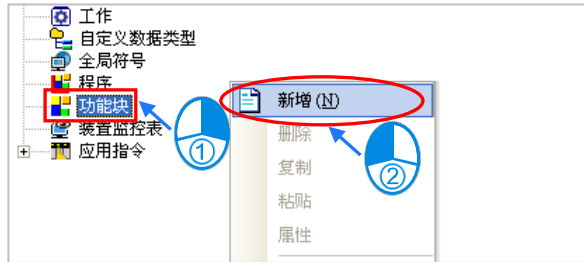 工作
自定义数据类型
全局符号
程序
功能块
装置监控表
应用指令
新增(N)
删除
复制
粘贴
属性
①
②